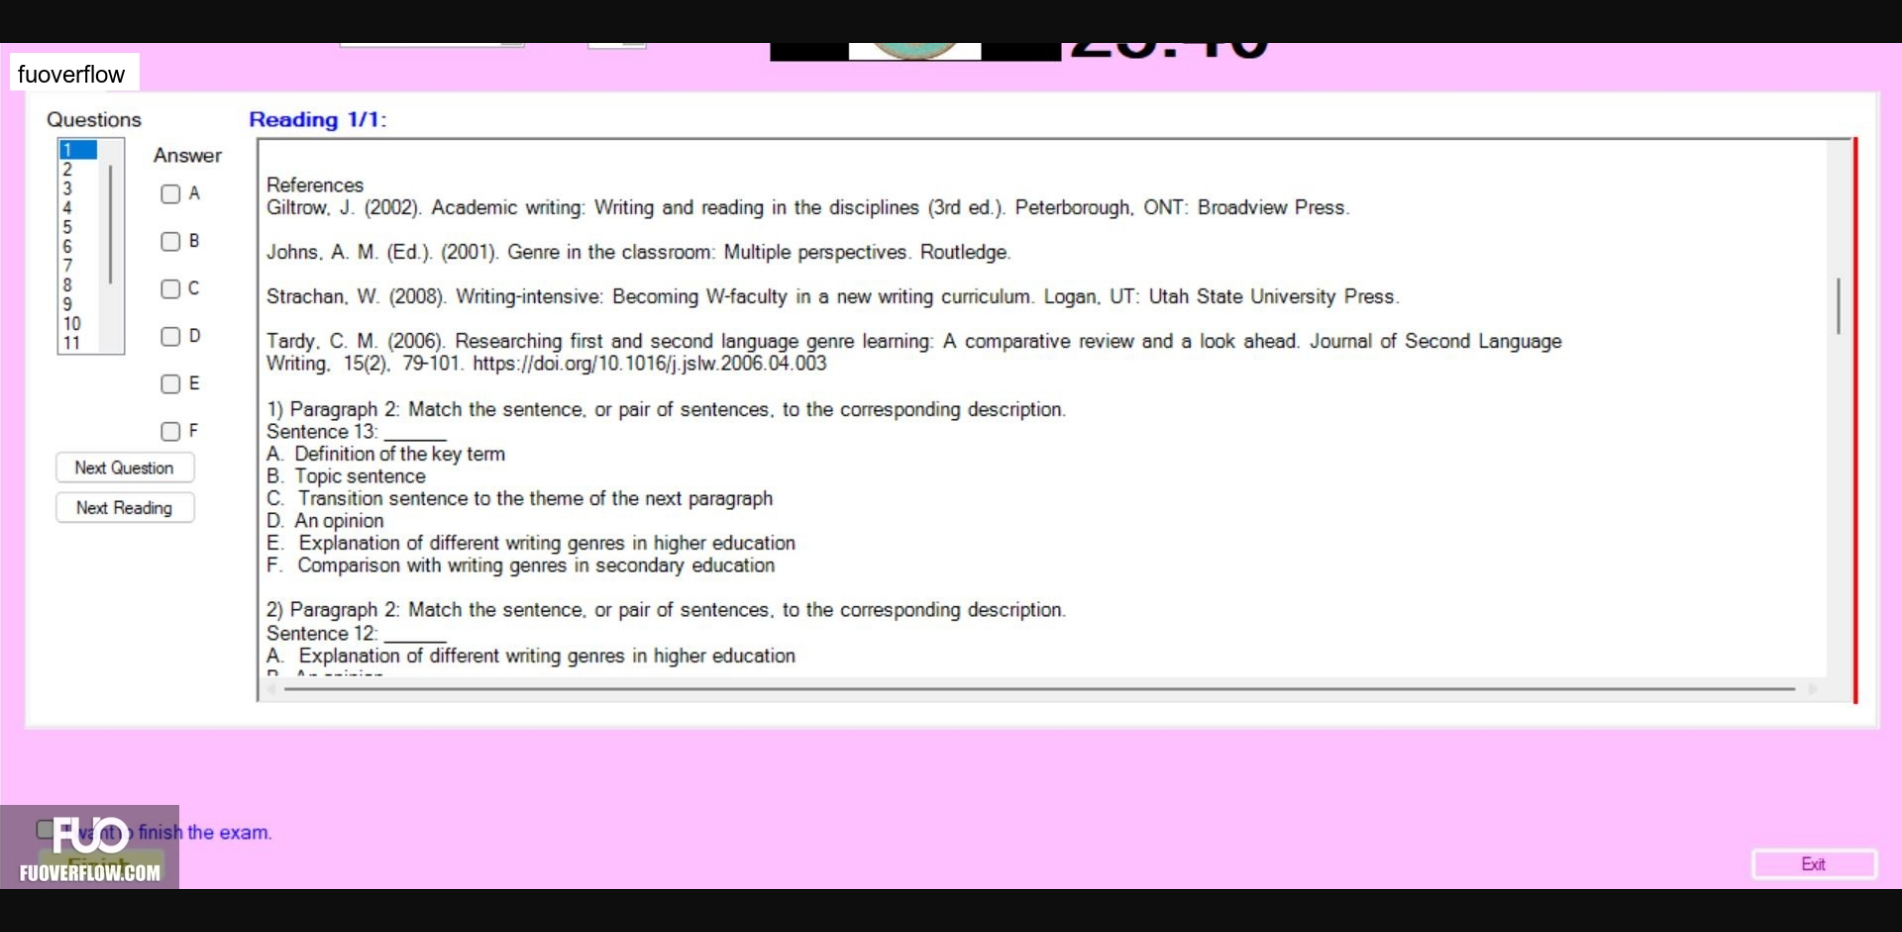 fuoverflow
Questions
Reading 1/1:
1
2
3
4
5
6
7
8
9
10
11
Answer
A
B
C
D
E
F
Next Question
Next Reading
References
Giltrow, J. (2002). Academic writing: Writing and reading in the disciplines (3rd ed.). Peterborough, ONT: Broadview Press.
Johns, A. M. (Ed.). (2001). Genre in the classroom: Multiple perspectives. Routledge.
Strachan, W. (2008). Writing-intensive: Becoming W-faculty in a new writing curriculum. Logan, UT: Utah State University Press.
Tardy, C. M. (2006). Researching first and second language genre learning: A comparative review and a look ahead. Journal of Second Language
Writing, 15(2), 79-101. https://doi.org/10.1016/j.jslw.2006.04.003
1) Paragraph 2: Match the sentence, or pair of sentences, to the corresponding description.
Sentence 13: ______
A. Definition of the key term
B. Topic sentence
C. Transition sentence to the theme of the next paragraph
D. An opinion
E. Explanation of different writing genres in higher education
F. Comparison with writing genres in secondary education
2) Paragraph 2: Match the sentence, or pair of sentences, to the corresponding description.
Sentence 12: ______
A. Explanation of different writing genres in higher education
finish the exam.
FUO
FUOVERFLOW.COM
Exit